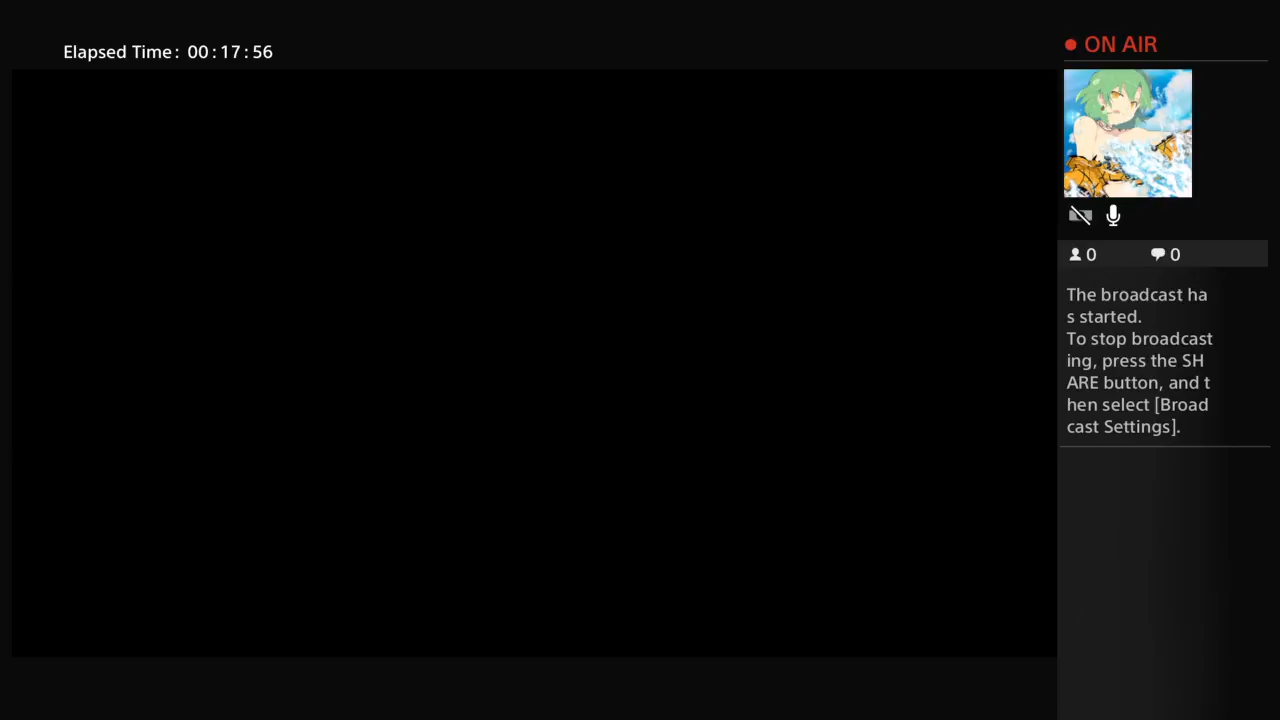 Elapsed Time: 00:17:56
ON AIR
0
0
The broadcast ha
s started.
To stop broadcast
ing, press the SH
ARE button, and t
hen select [Broad
cast Settings].